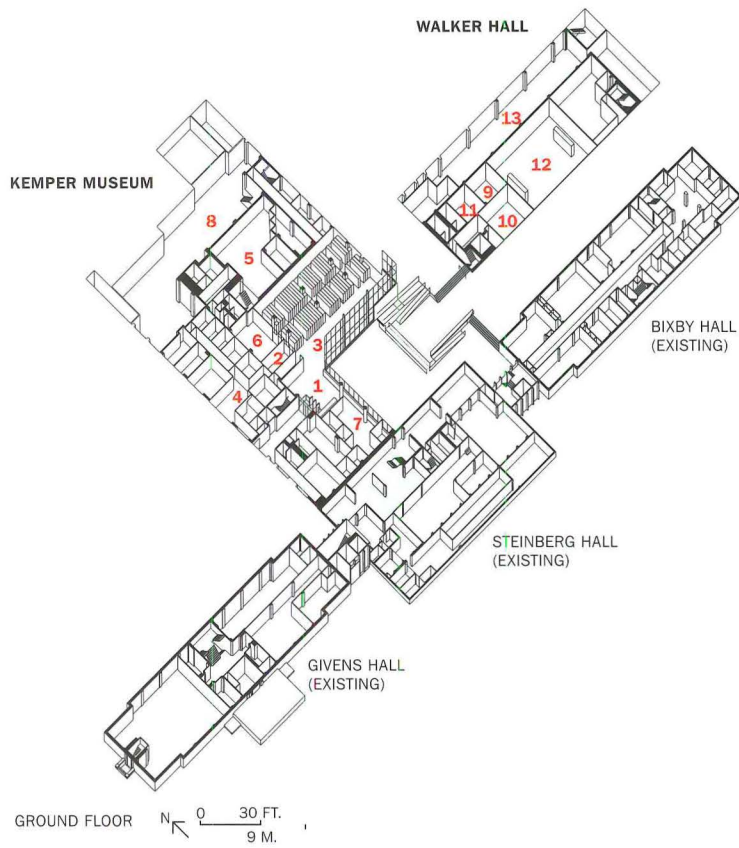 WALKER HALL
13
12
KEMPER MUSEUM
9
11
10
8
5
BIXBY HALL
(EXISTING)
6
3
2
1
4
7
STEINBERG HALL
(EXISTING)
GIVENS HALL
(EXISTING)
GROUND FLOOR
N
0 30 FT.
9 M.